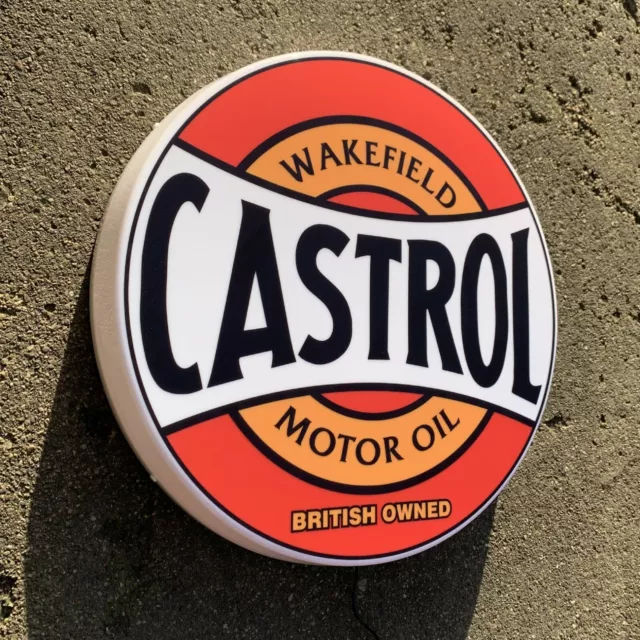 WAKEFIELD
CASTROL
MOTOR OIL
BRITISH OWNED